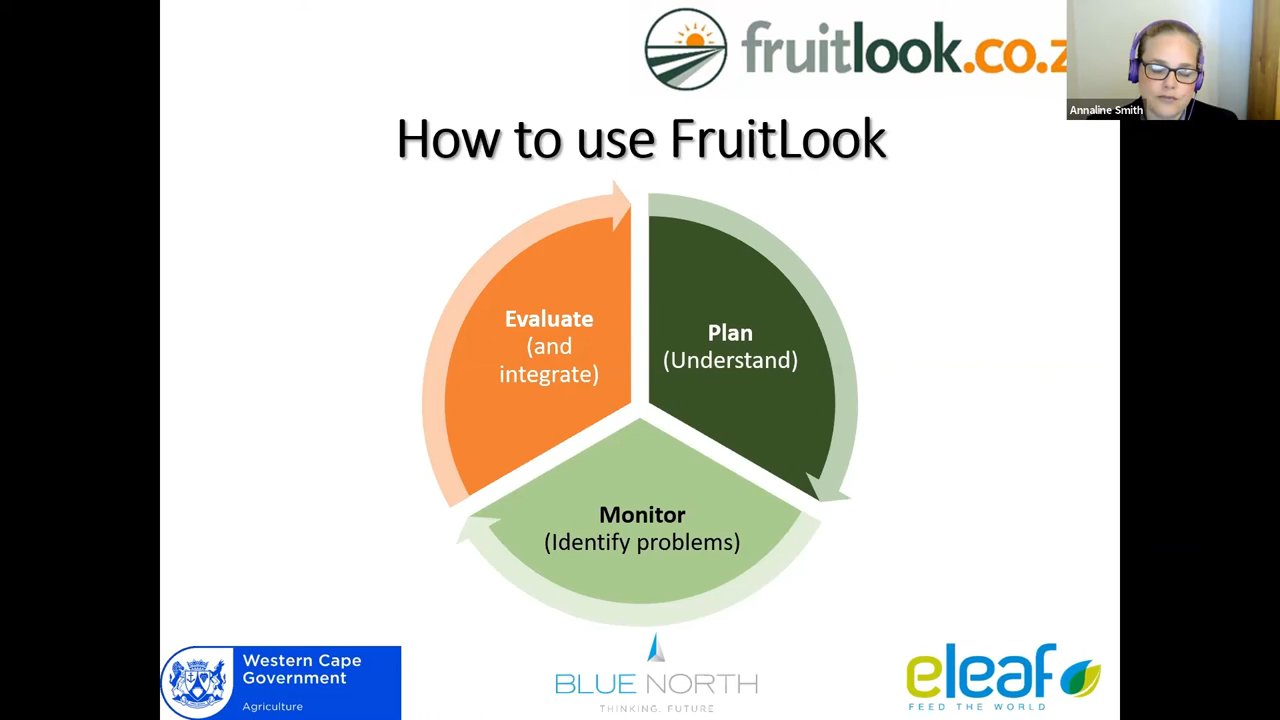 fruitlook.co.z
Annaline Smith
How to use FruitLook
Evaluate
(and
integrate)
Plan
(Understand)
Monitor
(Identify problems)
Western Cape
Government
Agriculture
BLUE NORTH
THINKING. FUTURE
eleaf
FEED THE WORLD